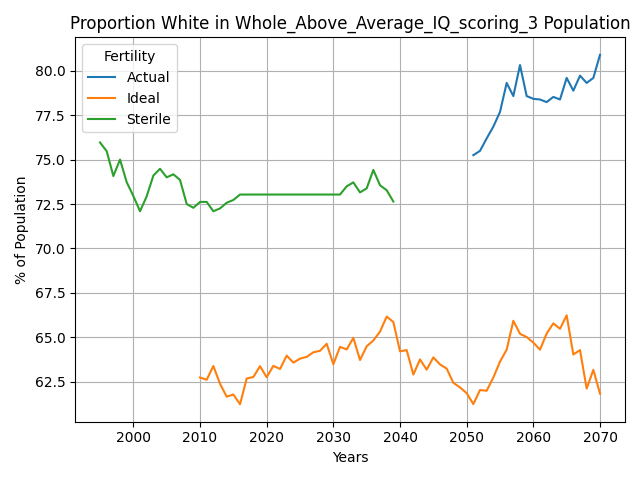 Proportion White in Whole_Above_Average_IQ_scoring_3 Population
Fertility
Actual
Ideal
Sterile
% of Population
80.0
77.5
75.0
72.5
70.0
67.5
65.0
62.5
2000 2010 2020 2030 2040 2050 2060 2070
Years